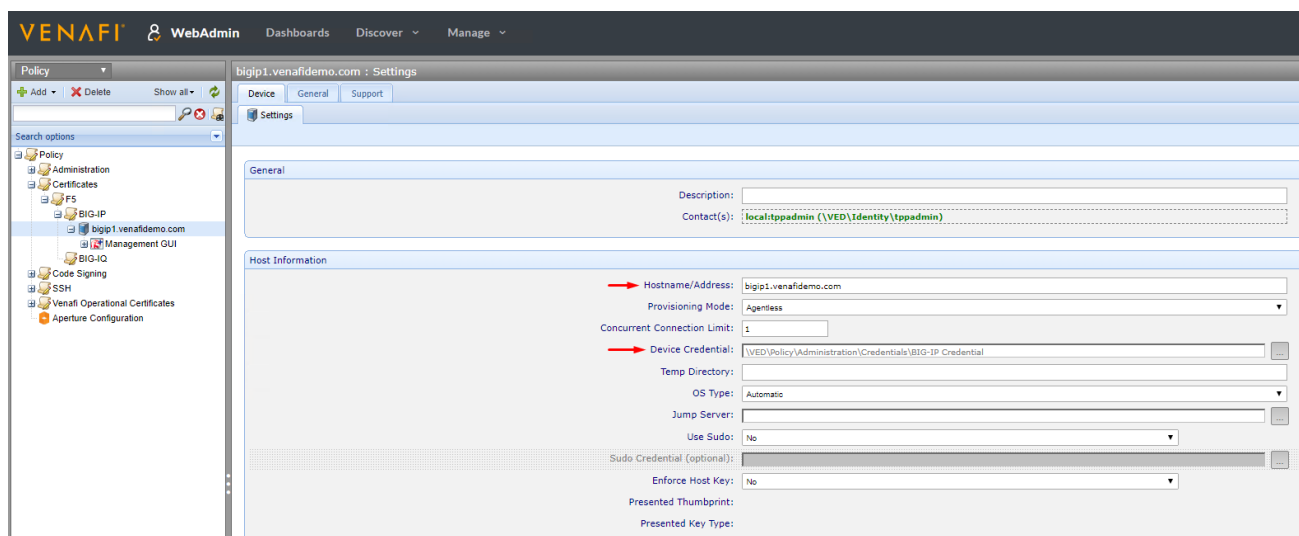 VENAFI WebAdmin Dashboards Discover Manage
Policy
Add Delete Show all
Search options
Policy
Administration
Certificates
F5
BIG-IP
bigip1.venafidemo.com
Management GUI
BIG-IQ
Code Signing
SSH
Venafi Operational Certificates
Aperture Configuration
bigip1.venafidemo.com : Settings
Device General Support
Settings
General
Description:
Contact(s): local:tppadmin (\VED\Identity\tppadmin)
Host Information
Hostname/Address: bigip1.venafidemo.com
Provisioning Mode: Agentless
Concurrent Connection Limit: 1
Device Credential: \VED\Policy\Administration\Credentials\BIG-IP Credential
Temp Directory:
OS Type: Automatic
Jump Server:
Use Sudo: No
Sudo Credential (optional):
Enforce Host Key: No
Presented Thumbprint:
Presented Key Type: